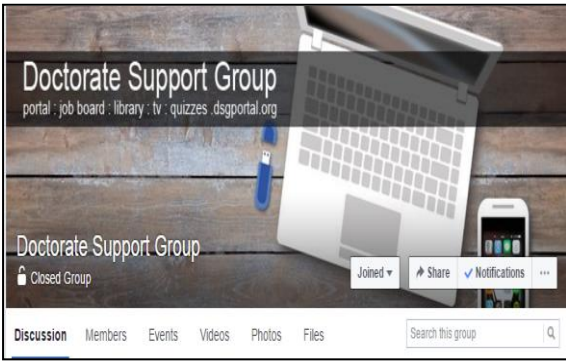 Doctorate Support Group
portal : job board : library : tv : quizzes .dsgportal.org
Doctorate Support Group
Closed Group
Joined
Share
Notifications
Discussion Members Events Videos Photos Files
Search this group